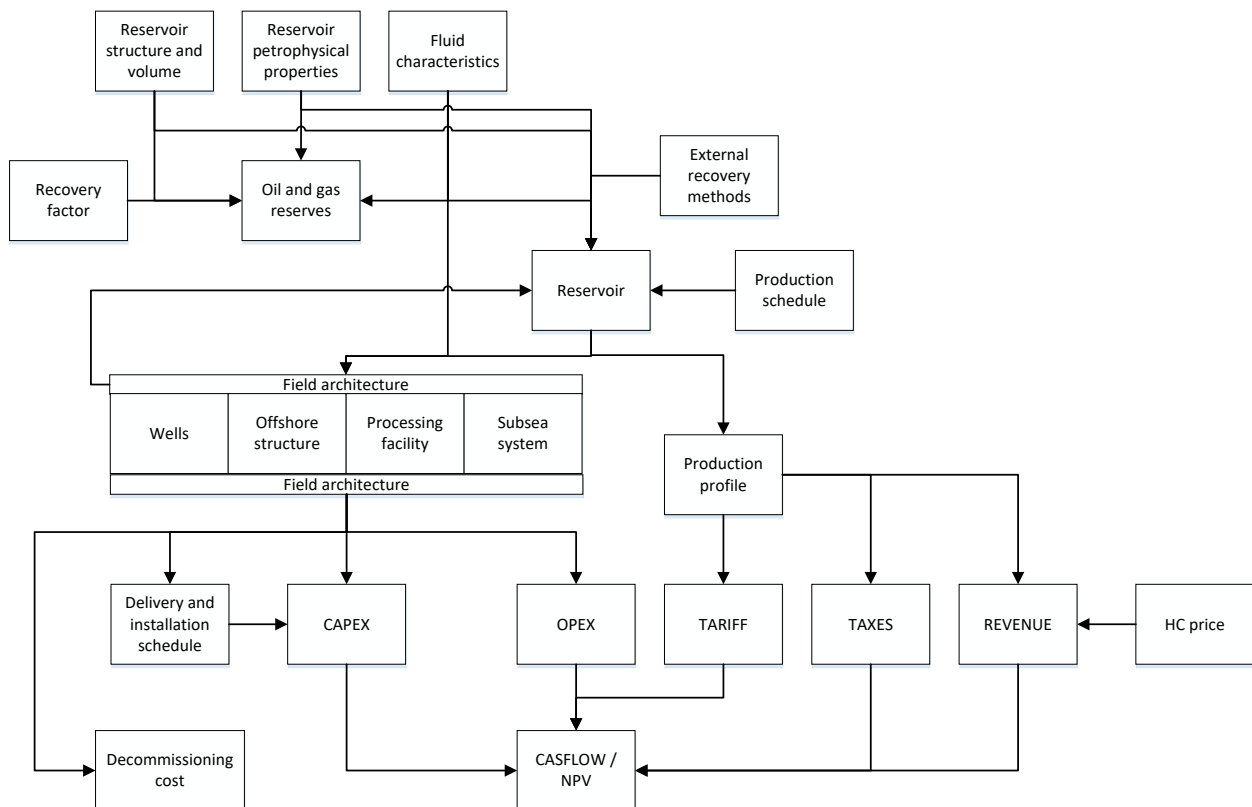 Reservoir
structure and
volume
Reservoir
petrophysical
properties
Fluid
characteristics
External
recovery
methods
Recovery
factor
Oil and gas
reserves
Reservoir
Production
schedule
Field architecture
Wells
Offshore
structure
Processing
facility
Subsea
system
Field architecture
Production
profile
Delivery and
installation
schedule
CAPEX
OPEX
TARIFF
TAXES
REVENUE
HC price
Decommissioning
cost
CASFLOW /
NPV